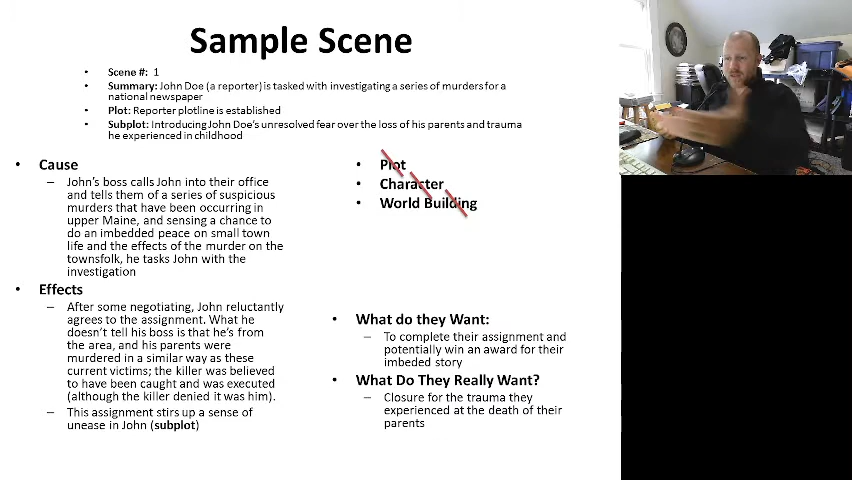 Sample Scene
• Scene #: 1
• Summary: John Doe (a reporter) is tasked with investigating a series of murders for a
national newspaper
• Plot: Reporter plotline is established
• Subplot: Introducing John Doe's unresolved fear over the loss of his parents and trauma
he experienced in childhood
• Cause
– John's boss calls John into their office
and tells them of a series of suspicious
murders that have been occurring in
upper Maine, and sensing a chance to
do an imbedded peace on small town
life and the effects of the murder on the
townsfolk, he tasks John with the
investigation
• Effects
– After some negotiating, John reluctantly
agrees to the assignment. What he
doesn't tell his boss is that he's from
the area, and his parents were
murdered in a similar way as these
current victims; the killer was believed
to have been caught and was executed
(although the killer denied it was him).
– This assignment stirs up a sense of
unease in John (subplot)
• Plot
• Character
• World Building
• What do they Want:
– To complete their assignment and
potentially win an award for their
imbeded story
• What Do They Really Want?
– Closure for the trauma they
experienced at the death of their
parents